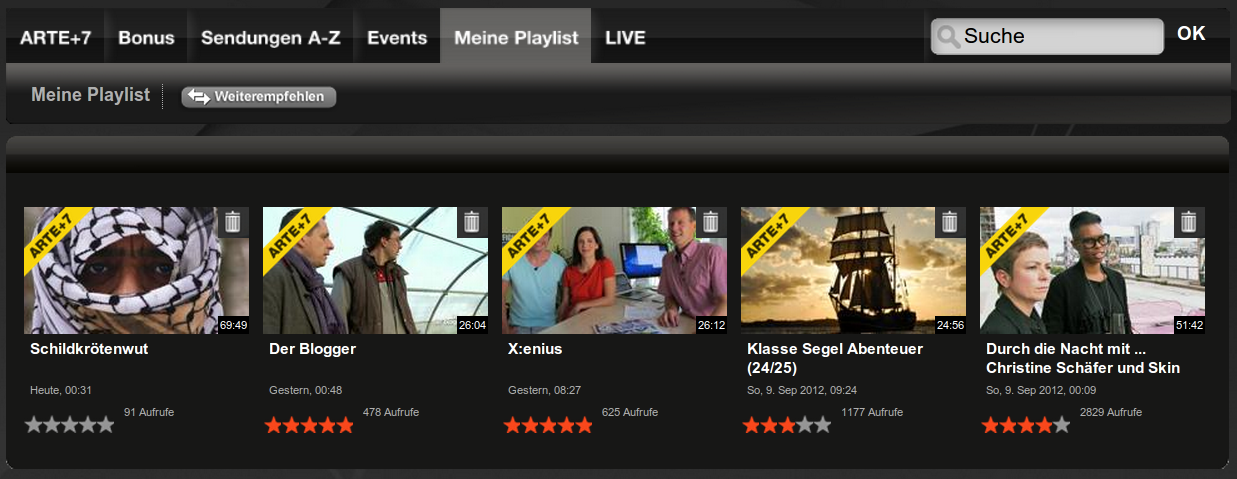 ARTE+7 Bonus Sendungen A-Z Events Meine Playlist LIVE Suche OK
Meine Playlist Weiterempfehlen
ARTE+7 ARTE+7 ARTE+7 ARTE+7 ARTE+7
69:49 26:04 26:12 24:56 51:42
Schildkrötenwut
Heute, 00:31
91 Aufrufe
Der Blogger
Gestern, 00:48
478 Aufrufe
X:enius
Gestern, 08:27
625 Aufrufe
Klasse Segel Abenteuer
(24/25)
So, 9. Sep 2012, 09:24
1177 Aufrufe
Durch die Nacht mit ...
Christine Schäfer und Skin
So, 9. Sep 2012, 00:09
2829 Aufrufe